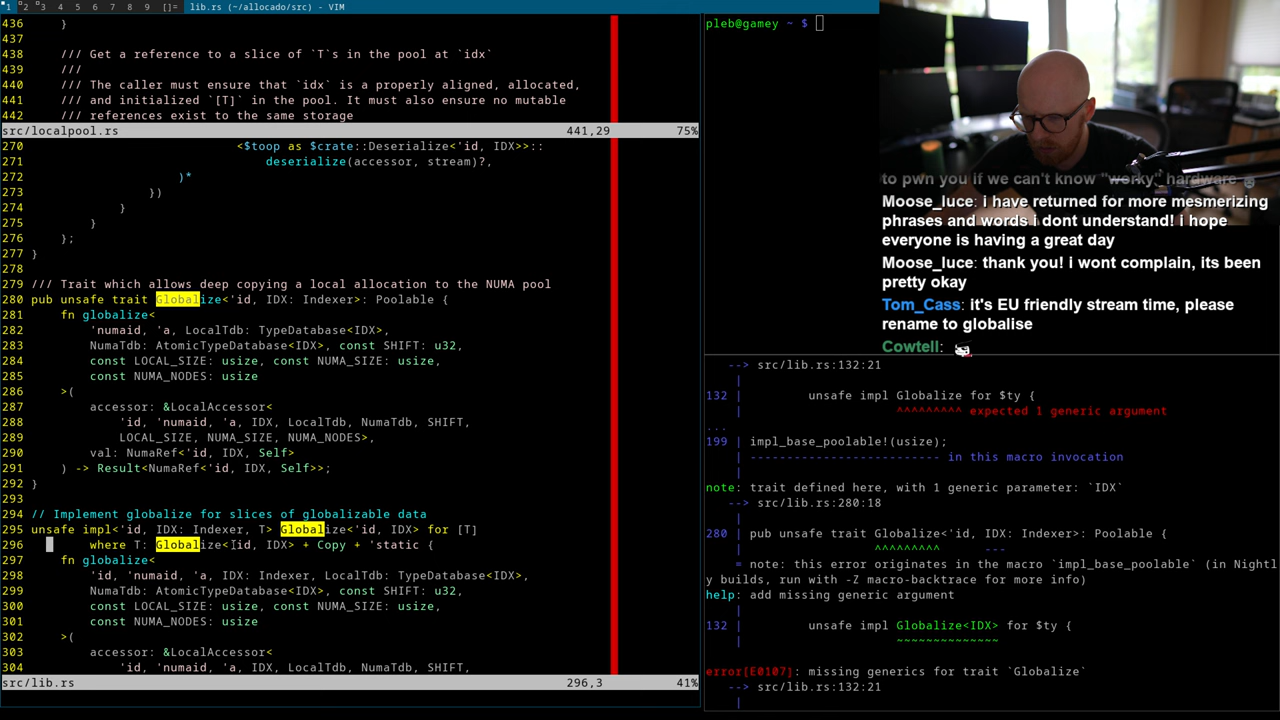 1 2 3 4 5 6 7 8 9 []= lib.rs (~/allocado/src) - VIM
436 }
437
438 /// Get a reference to a slice of `T`s in the pool at `idx`
439 ///
440 /// The caller must ensure that `idx` is a properly aligned, allocated,
441 /// and initialized `[T]` in the pool. It must also ensure no mutable
442 /// references exist to the same storage
src/localpool.rs 441,29 75%
270 <$toop as $crate::Deserialize<'id, IDX>>::
271 deserialize(accessor, stream)?,
272 )*
273 })
274 }
275 }
276 };
277 }
278
279 /// Trait which allows deep copying a local allocation to the NUMA pool
280 pub unsafe trait Globalize<'id, IDX: Indexer>: Poolable {
281 fn globalize<
282 'numaid, 'a, LocalTdb: TypeDatabase<IDX>,
283 NumaTdb: AtomicTypeDatabase<IDX>, const SHIFT: u32,
284 const LOCAL_SIZE: usize, const NUMA_SIZE: usize,
285 const NUMA_NODES: usize
286 >(
287 accessor: &LocalAccessor<
288 'id, 'numaid, 'a, IDX, LocalTdb, NumaTdb, SHIFT,
289 LOCAL_SIZE, NUMA_SIZE, NUMA_NODES>,
290 val: NumaRef<'id, IDX, Self>
291 ) -> Result<NumaRef<'id, IDX, Self>>;
292 }
293
294 // Implement globalize for slices of globalizable data
295 unsafe impl<'id, IDX: Indexer, T> Globalize<'id, IDX> for [T]
296 where T: Globalize<'id, IDX> + Copy + 'static {
297 fn globalize<
298 'id, 'numaid, 'a, IDX: Indexer, LocalTdb: TypeDatabase<IDX>,
299 NumaTdb: AtomicTypeDatabase<IDX>, const SHIFT: u32,
300 const LOCAL_SIZE: usize, const NUMA_SIZE: usize,
301 const NUMA_NODES: usize
302 >(
303 accessor: &LocalAccessor<
304 'id, 'numaid, 'a, IDX, LocalTdb, NumaTdb, SHIFT,
src/lib.rs 296,3 41%
pleb@gamey ~ $
to pwn you if we can't know "worky" hardware
Moose_luce: i have returned for more mesmerizing
phrases and words i dont understand! i hope
everyone is having a great day
Moose_luce: thank you! i wont complain, its been
pretty okay
Tom_Cass: it's EU friendly stream time, please
rename to globalise
Cowtell:
--> src/lib.rs:132:21
|
132 | unsafe impl Globalize for $ty {
| ^^^^^^^^^ expected 1 generic argument
...
199 | impl_base_poolable!(usize);
| -------------------------- in this macro invocation
|
note: trait defined here, with 1 generic parameter: `IDX`
--> src/lib.rs:280:18
|
280 | pub unsafe trait Globalize<'id, IDX: Indexer>: Poolable {
| ^^^^^^^^^ ---
= note: this error originates in the macro `impl_base_poolable` (in Nightl
y builds, run with -Z macro-backtrace for more info)
help: add missing generic argument
|
132 | unsafe impl Globalize<IDX> for $ty {
| ~~~~~~~~~~~~~~
|
error[E0107]: missing generics for trait `Globalize`
--> src/lib.rs:132:21
|